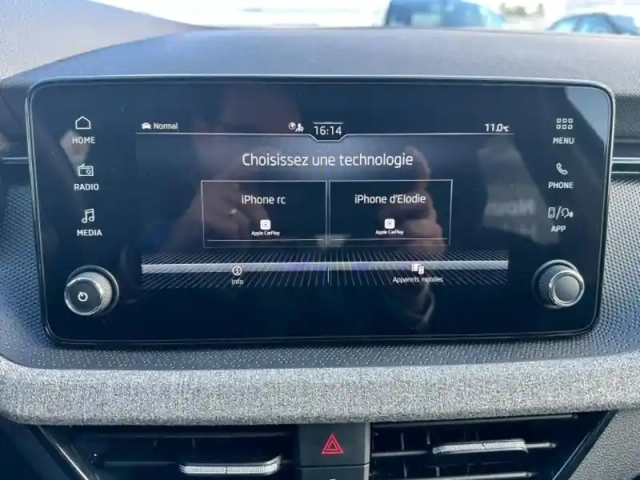 Normal
16:14
11.0°C
HOME
RADIO
MEDIA
Choisissez une technologie
iPhone rc
Apple CarPlay
iPhone d'Elodie
Apple CarPlay
Info
Appareils mobiles
MENU
PHONE
APP